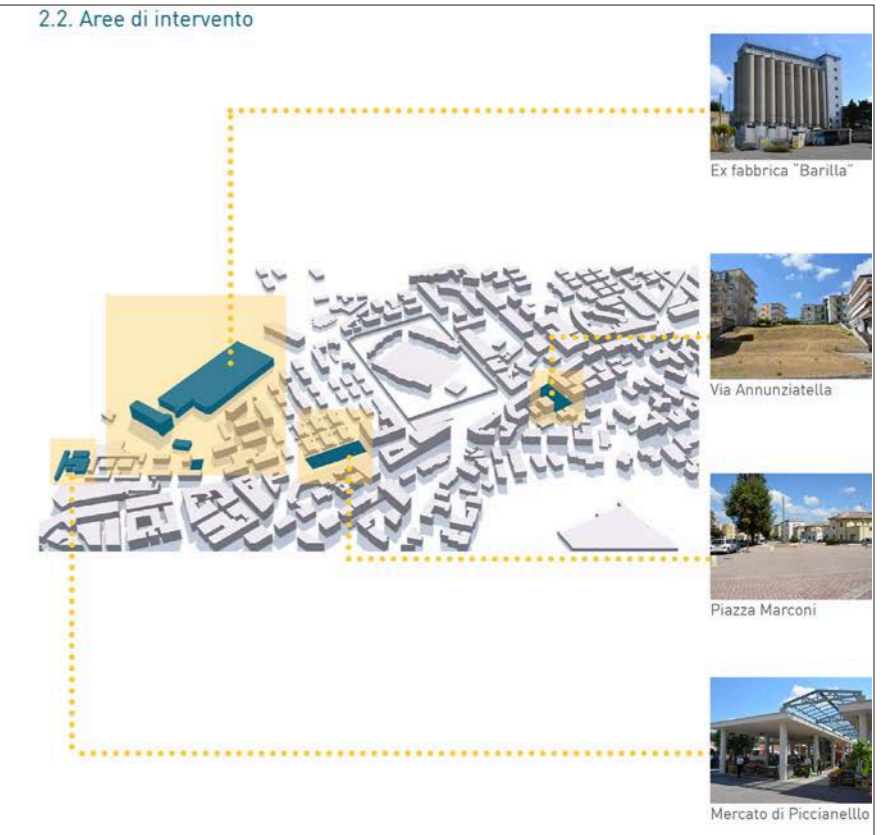 2.2. Aree di intervento
Ex fabbrica "Barilla"
Via Annunziatella
Piazza Marconi
Mercato di Piccianelllo